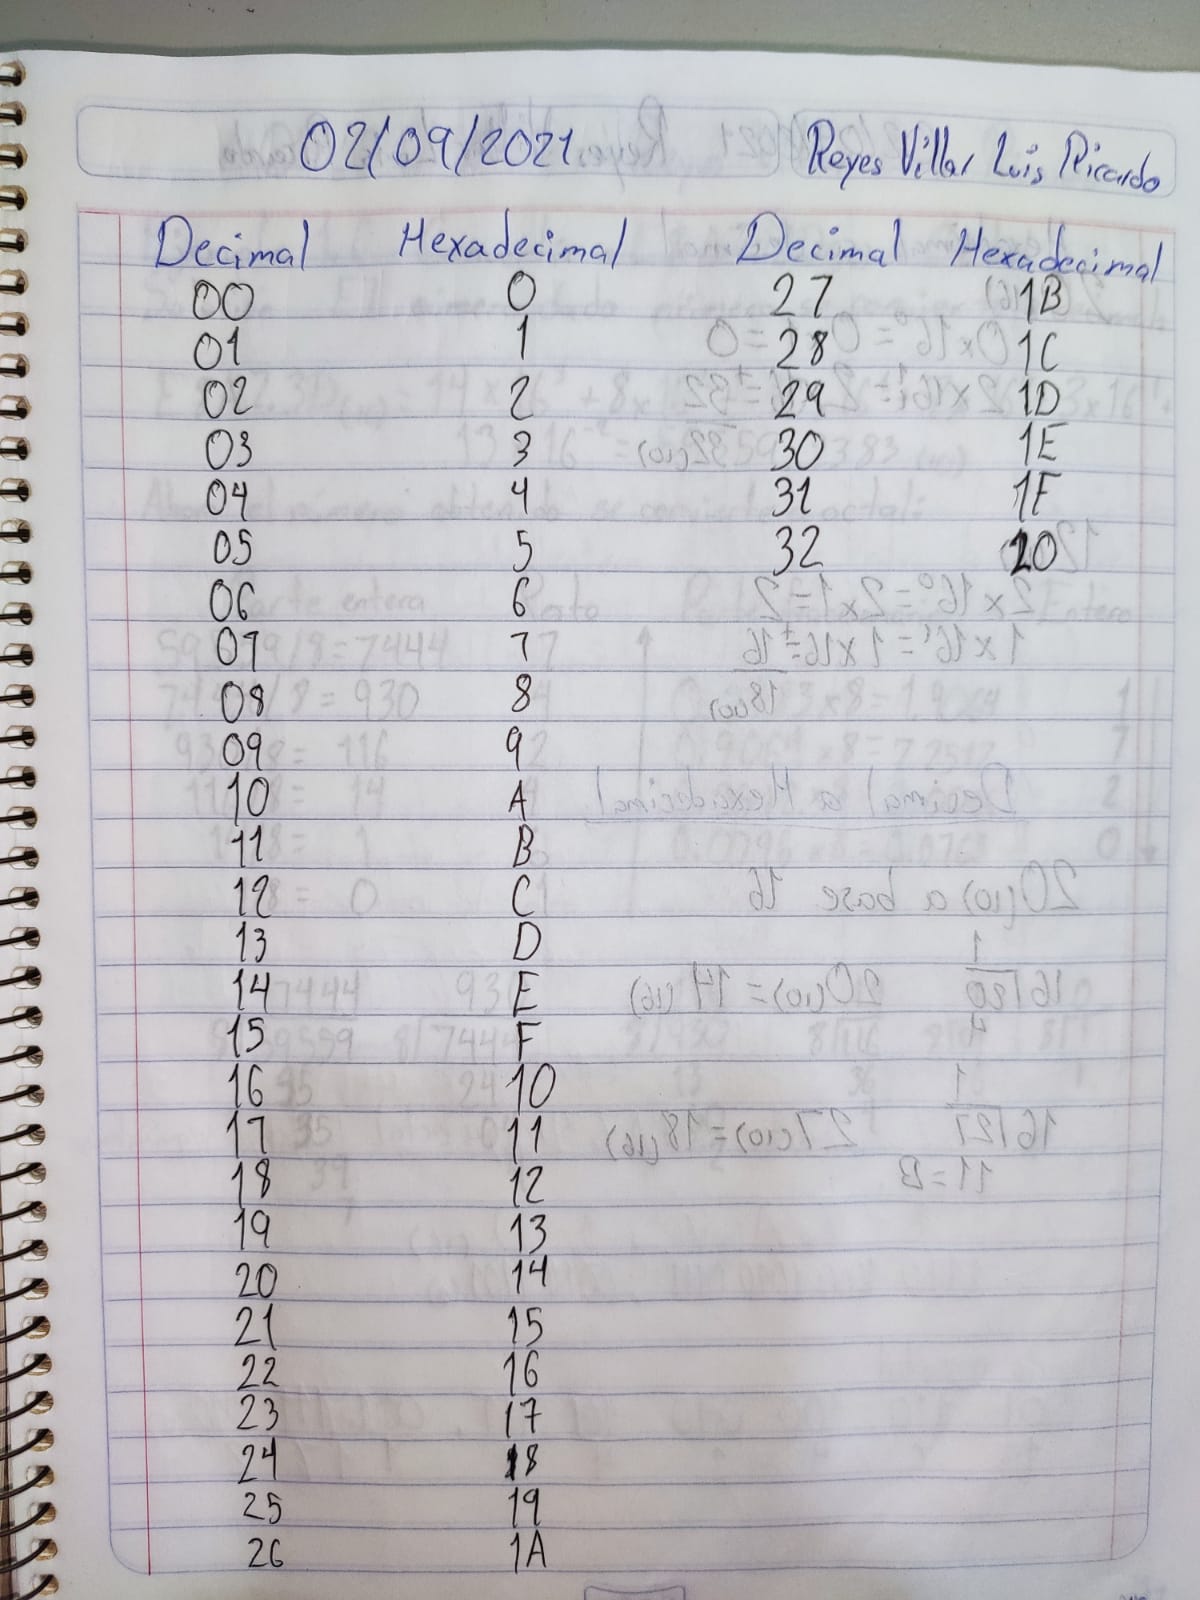 02/09/2021 Reyes Villar Luis Ricardo
Decimal Hexadecimal Decimal Hexadecimal
00 0 27 1B
01 1 28 1C
02 2 29 1D
03 3 30 1E
04 4 31 1F
05 5 32 20
06 6
07 7
08 8
09 9
10 A
11 B
12 C
13 D
14 E
15 F
16 10
17 11
18 12
19 13
20 14
21 15
22 16
23 17
24 18
25 19
26 1A